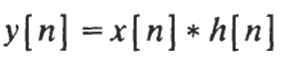 y[n] = x[n] * h[n]